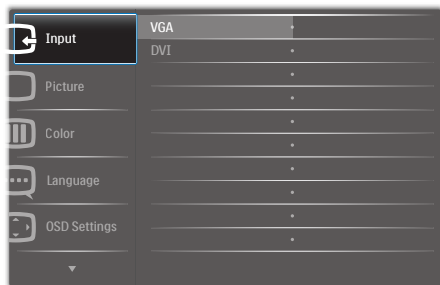 Input
VGA
DVI
Picture
Color
Language
OSD Settings